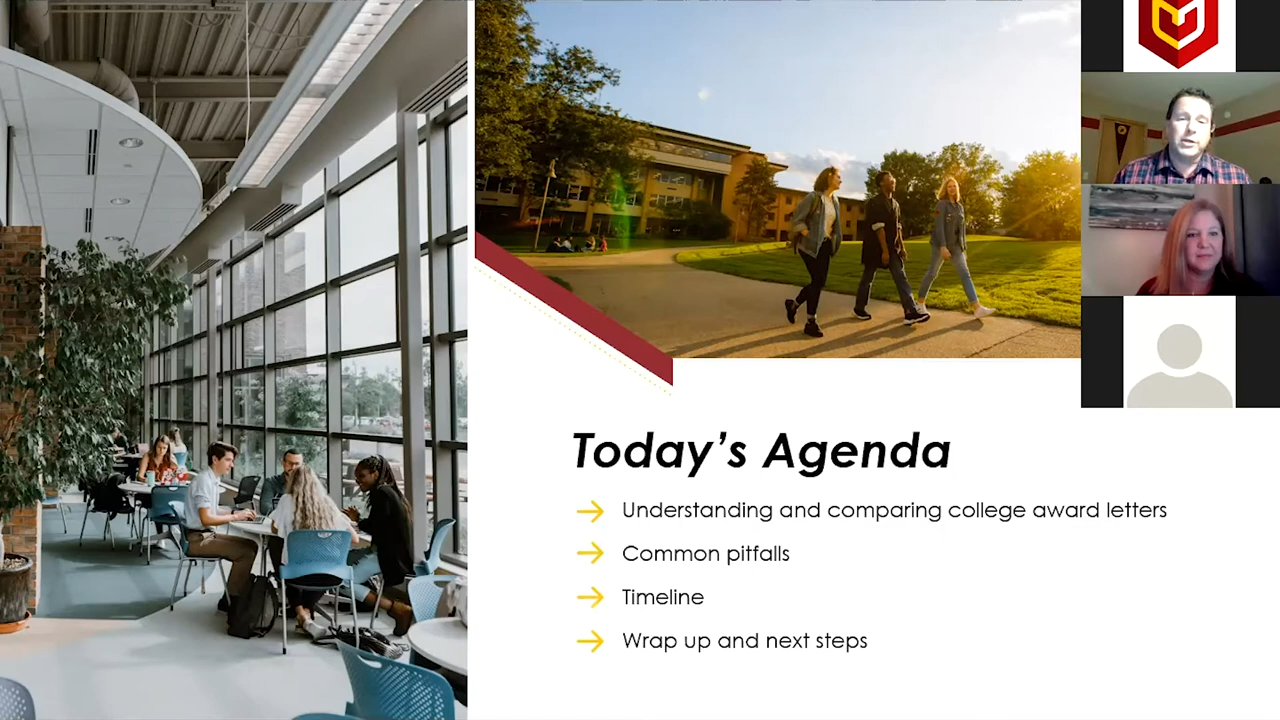 Today's Agenda
Understanding and comparing college award letters
Common pitfalls
Timeline
Wrap up and next steps